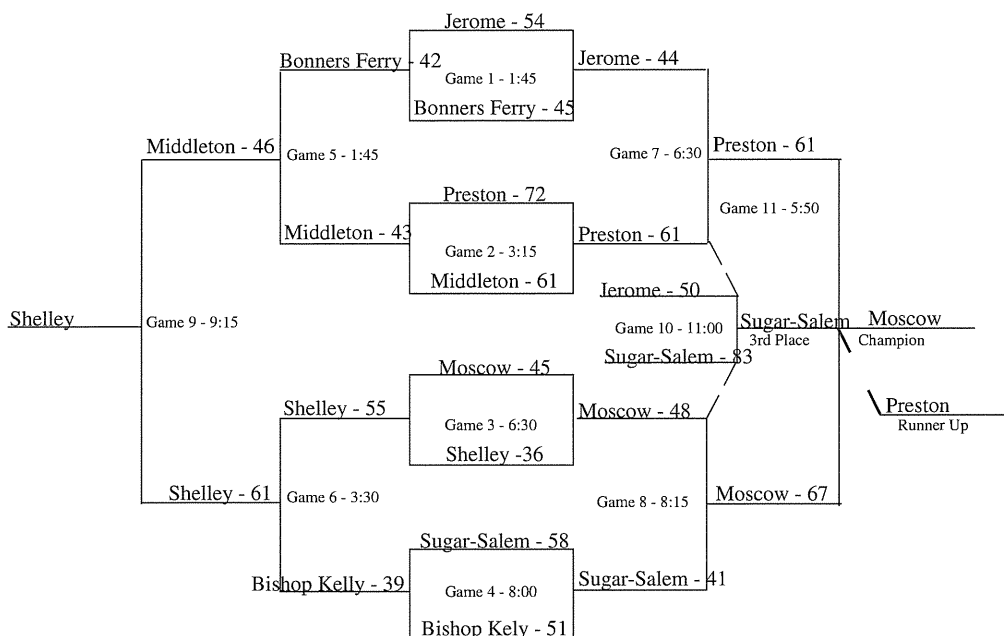 Jerome - 54
Bonners Ferry - 42
Jerome - 44
Game 1 - 1:45
Bonners Ferry - 45
Middleton - 46
Game 5 - 1:45
Game 7 - 6:30
Preston - 61
Preston - 72
Game 11 - 5:50
Middleton - 43
Preston - 61
Game 2 - 3:15
Middleton - 61
Jerome - 50
Shelley
Game 9 - 9:15
Game 10 - 11:00
Sugar-Salem
Moscow
3rd Place
Champion
Sugar-Salem - 83
Moscow - 45
Shelley - 55
Moscow - 48
Preston
Game 3 - 6:30
Runner Up
Shelley -36
Shelley - 61
Game 6 - 3:30
Game 8 - 8:15
Moscow - 67
Sugar-Salem - 58
Bishop Kelly - 39
Sugar-Salem - 41
Game 4 - 8:00
Bishop Kely - 51